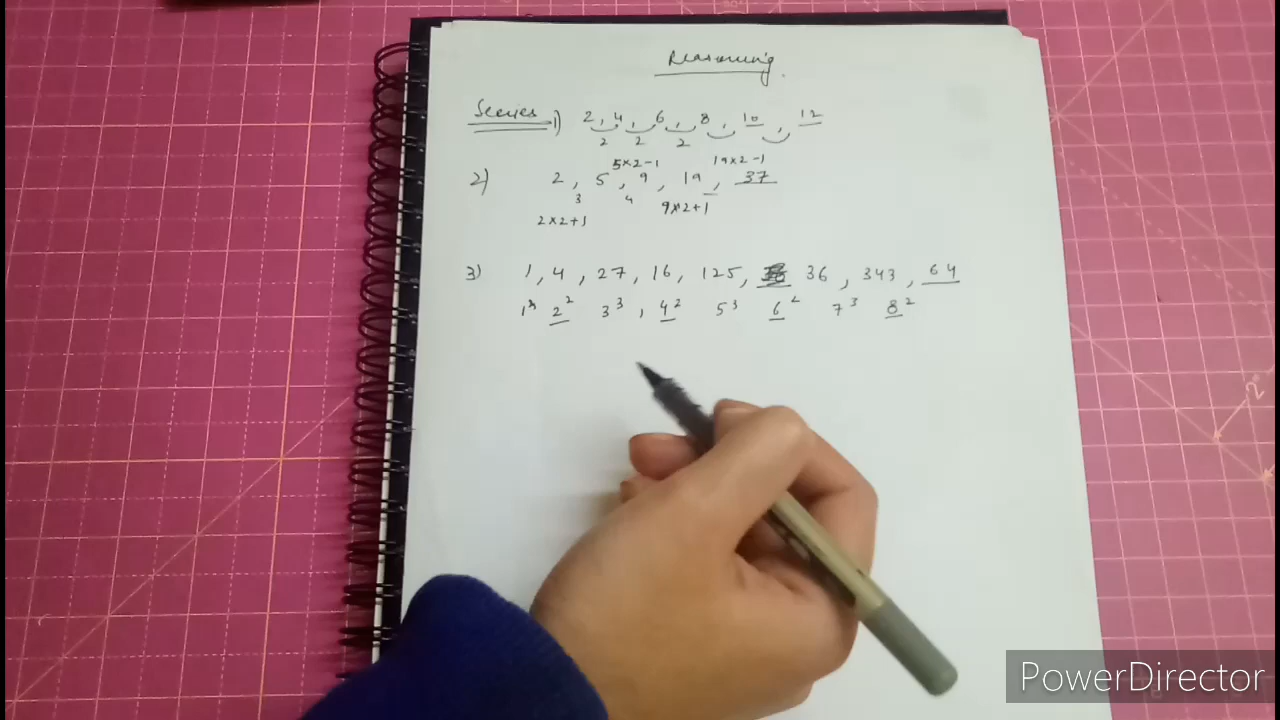 Reasoning.
Series 1) 2, 4, 6, 8, 10, 12
2 2 2
5×2-1 19×2-1
2) 2, 5, 9, 19, 37
3 4 9×2+1
2×2+1
3) 1, 4, 27, 16, 125, 36, 343, 64
1³ 2² 3³, 4² 5³ 6² 7³ 8²
2"
PowerDirector